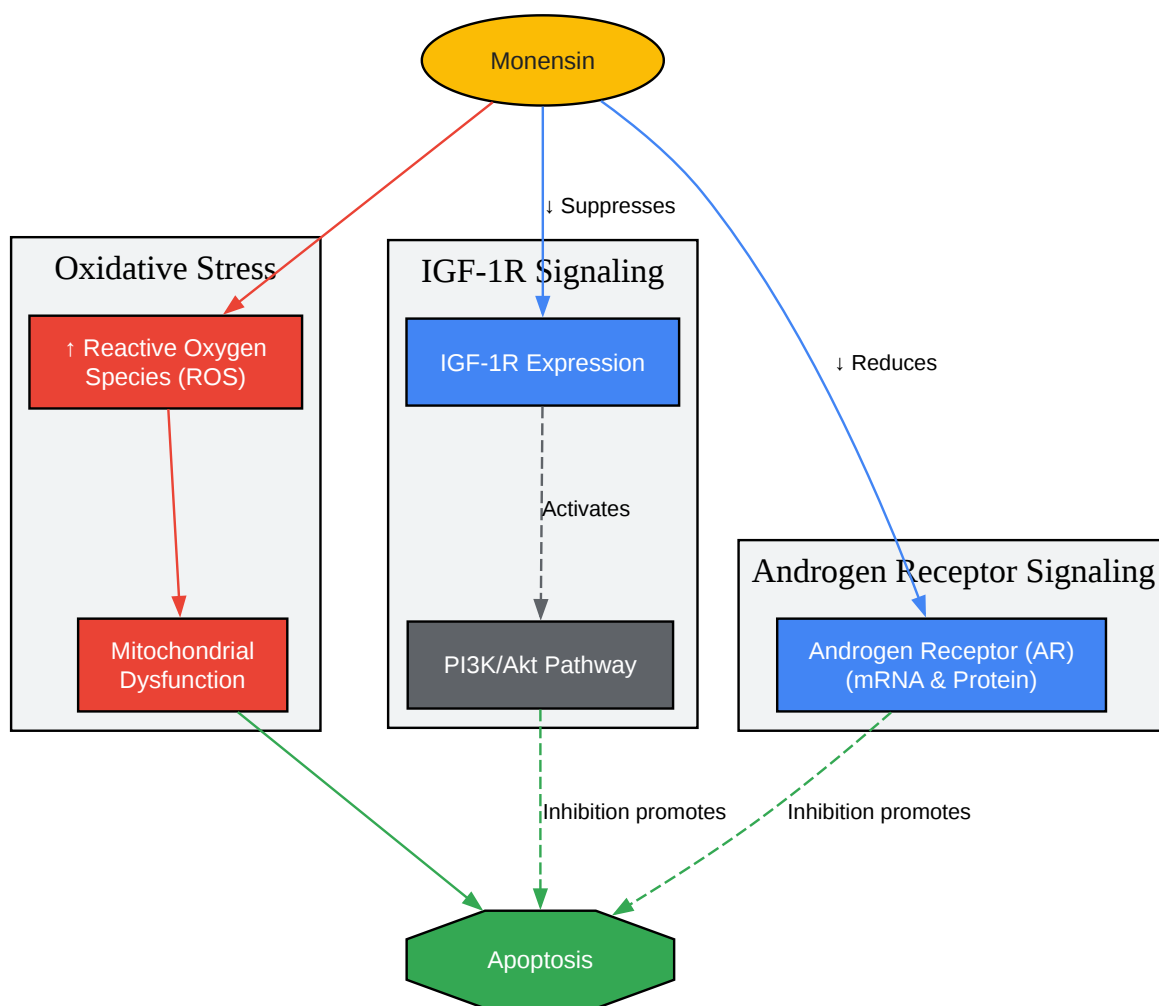 Monensin
↓ Suppresses
Oxidative Stress
IGF-1R Signaling
↑ Reactive Oxygen
Species (ROS)
IGF-1R Expression
↓ Reduces
Activates
Androgen Receptor Signaling
Mitochondrial
Dysfunction
PI3K/Akt Pathway
Androgen Receptor (AR)
(mRNA & Protein)
Inhibition promotes
Inhibition promotes
Apoptosis